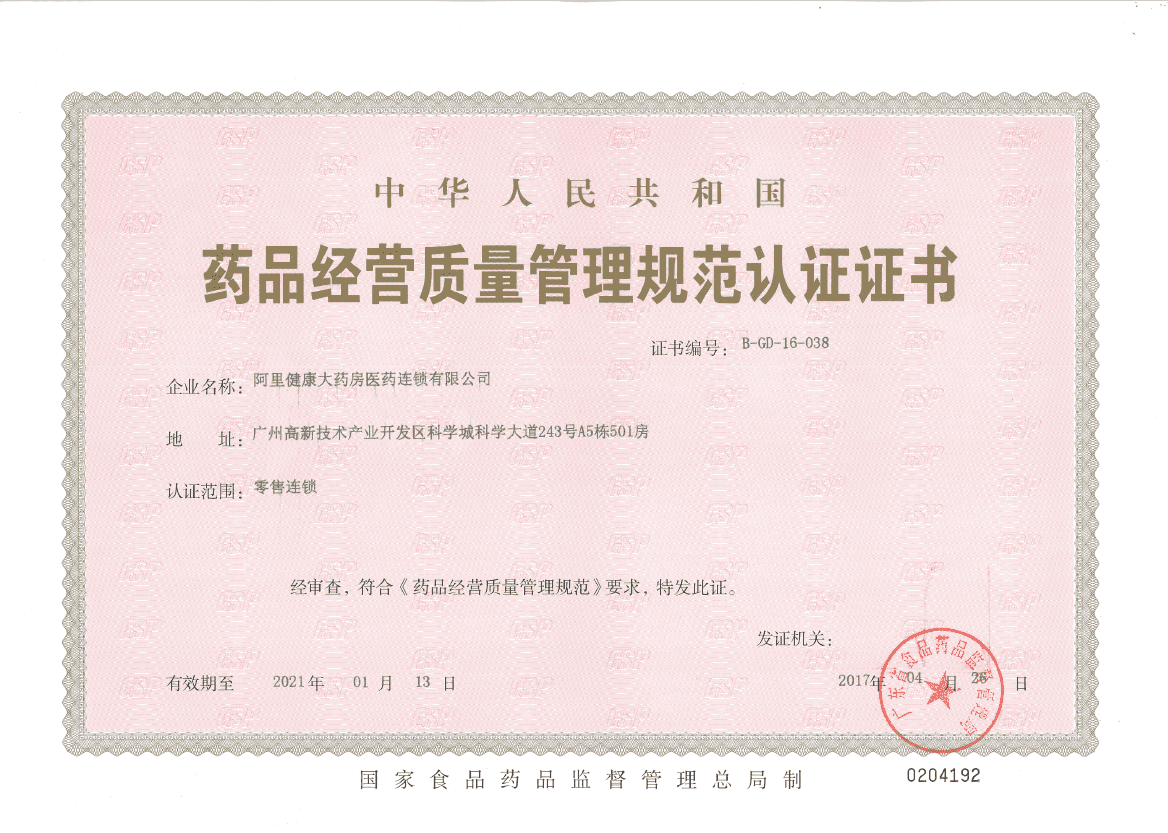 中华人民共和国
药品经营质量管理规范认证证书
证书编号：B-GD-16-038
企业名称：阿里健康大药房医药连锁有限公司
地 址：广州高新技术产业开发区科学城科学大道243号A5栋501房
认证范围：零售连锁
经审查，符合《药品经营质量管理规范》要求，特发此证。
发证机关：
广东省食品药品监督管理局
有效期至 2021年 01 月 13 日
2017年 04 月 26 日
国家食品药品监督管理总局制
0204192
GSP